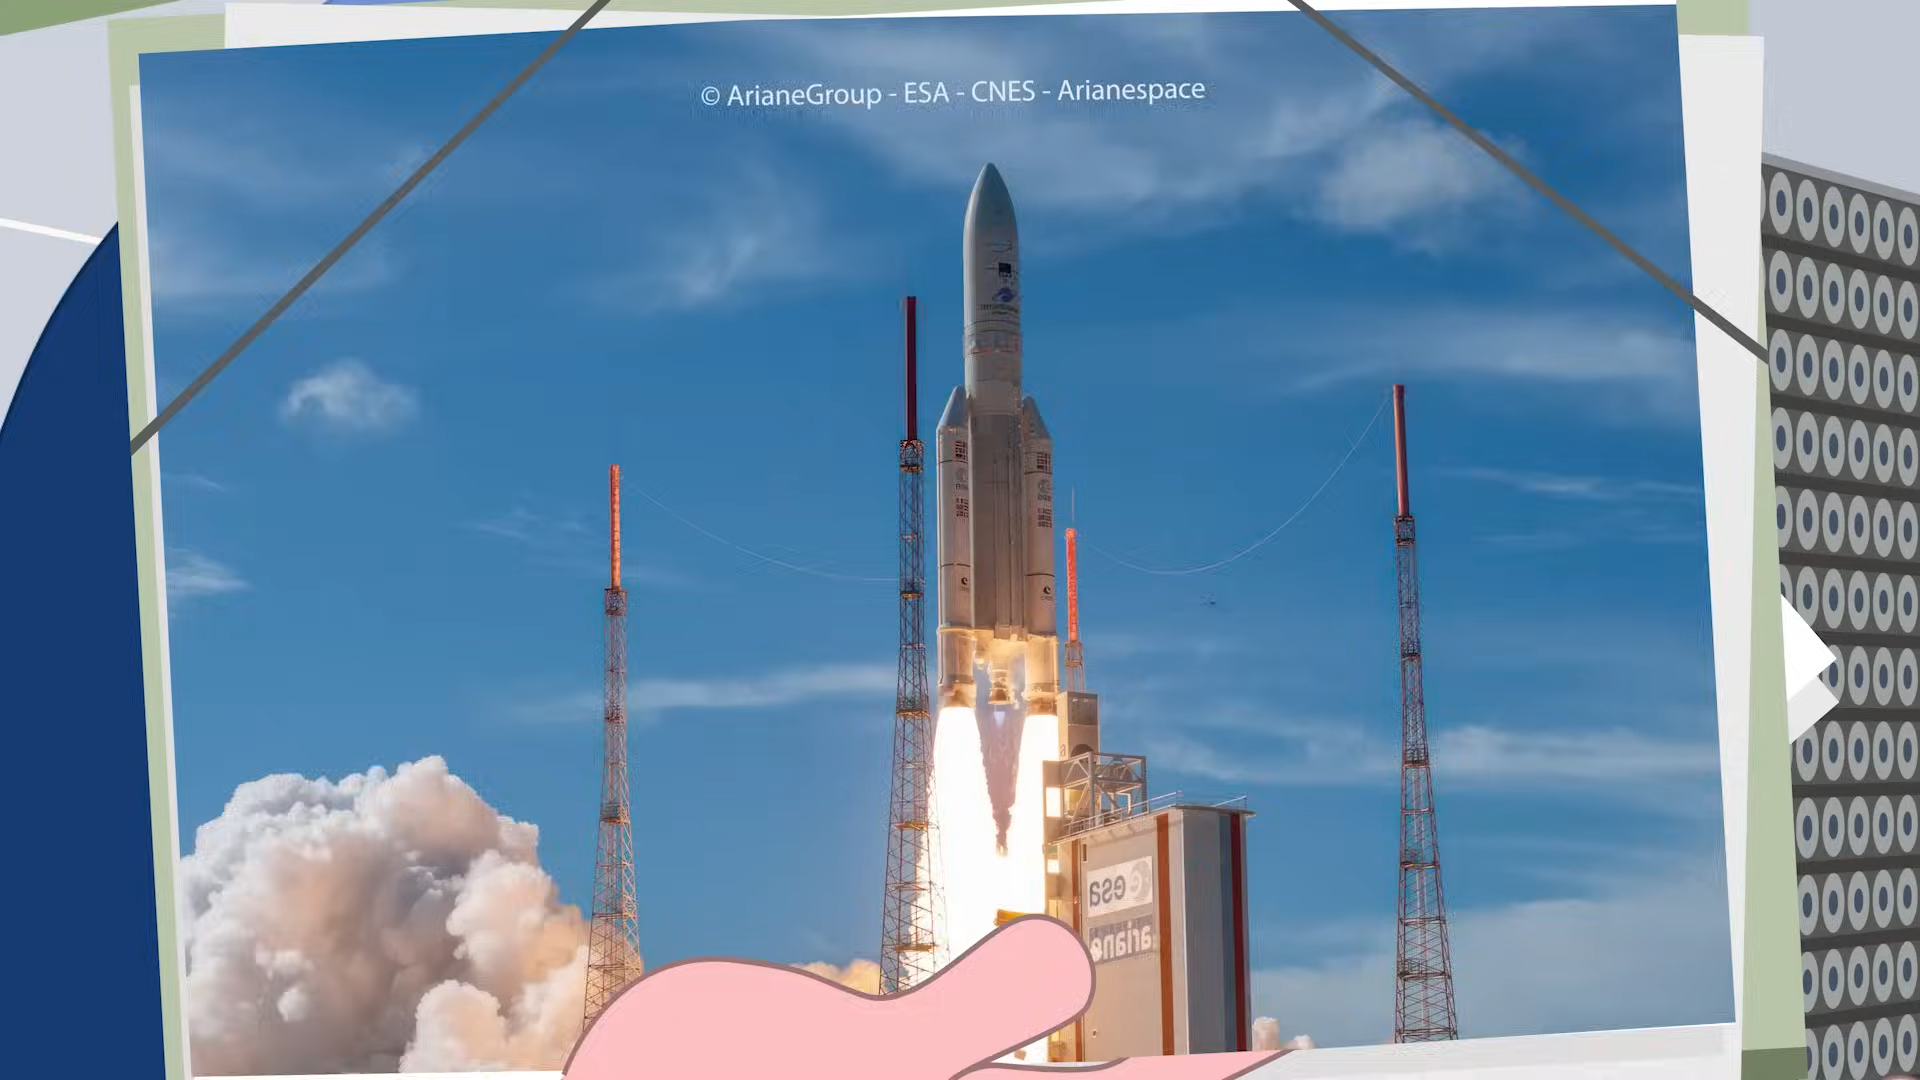 © ArianeGroup - ESA - CNES - Arianespace
esa
ariane